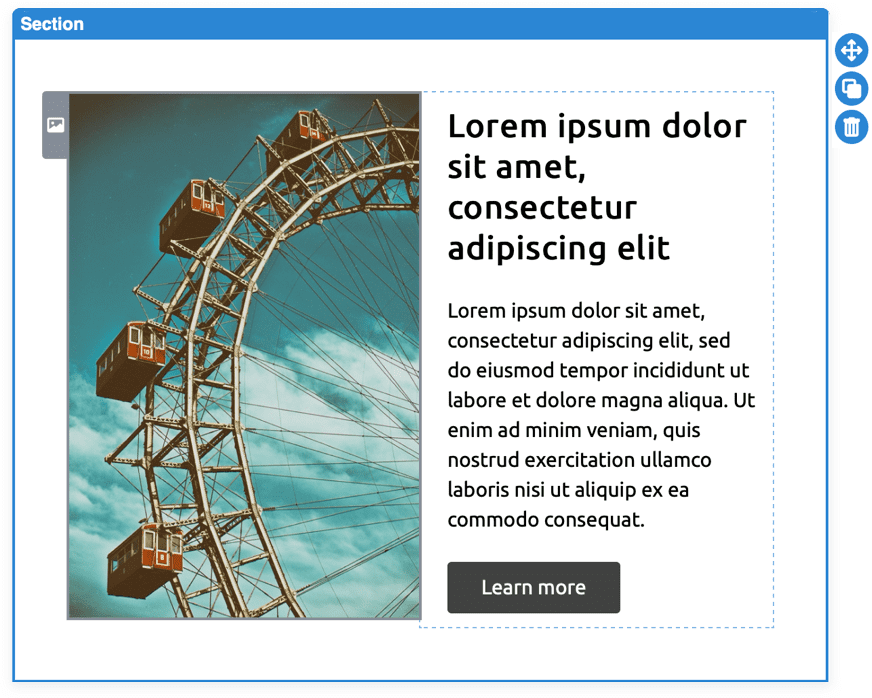 Section
Lorem ipsum dolor
sit amet,
consectetur
adipiscing elit
Lorem ipsum dolor sit amet,
consectetur adipiscing elit, sed
do eiusmod tempor incididunt ut
labore et dolore magna aliqua. Ut
enim ad minim veniam, quis
nostrud exercitation ullamco
laboris nisi ut aliquip ex ea
commodo consequat.
Learn more